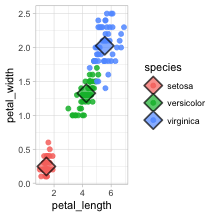 2.5
2.0
1.5
1.0
0.5
0.0
petal_width
2
4
6
petal_length
species
setosa
versicolor
virginica